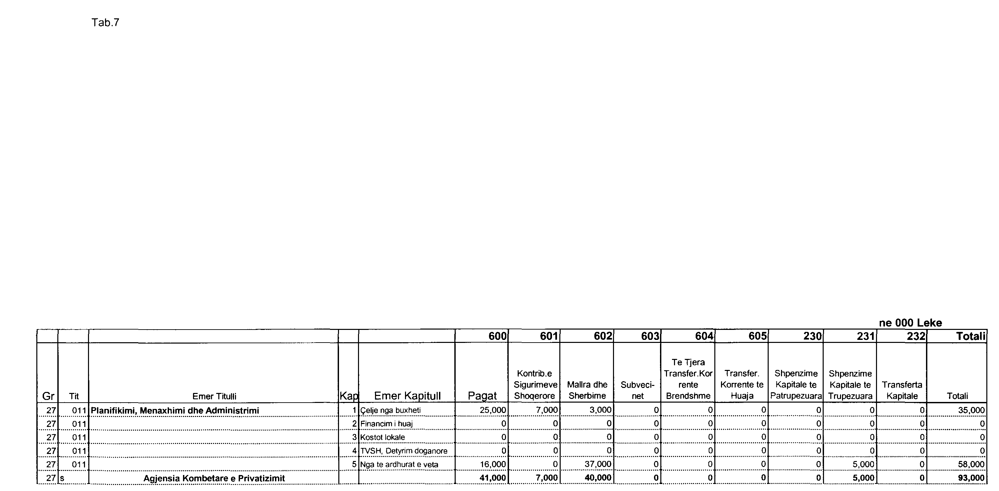 Tab.7
ne 000 Leke
600 601 602 603 604 605 230 231 232 Totali
Te Tjera
Kontrib.e Transfer.Kor Transfer. Shpenzime Shpenzime
Sigurimeve Mallra dhe Subveci- rente Korrente te Kapitale te Kapitale te Transferta
Gr Tit Emer Titulli Kap Emer Kapitull Pagat Shoqerore Sherbime net Brendshme Huaja Patrupezuara Trupezuara Kapitale Totali
27 011 Planifikimi, Menaxhimi dhe Administrimi 1 Çelje nga buxheti 25,000 7,000 3,000 0 0 0 0 0 0 35,000
27 011 2 Financim i huaj 0 0 0 0 0 0 0 0 0 0
27 011 3 Kostot lokale 0 0 0 0 0 0 0 0 0 0
27 011 4 TVSH, Detyrim doganore 0 0 0 0 0 0 0 0 0 0
27 011 5 Nga te ardhurat e veta 16,000 0 37,000 0 0 0 0 5,000 0 58,000
27 s Agjensia Kombetare e Privatizimit 41,000 7,000 40,000 0 0 0 0 5,000 0 93,000